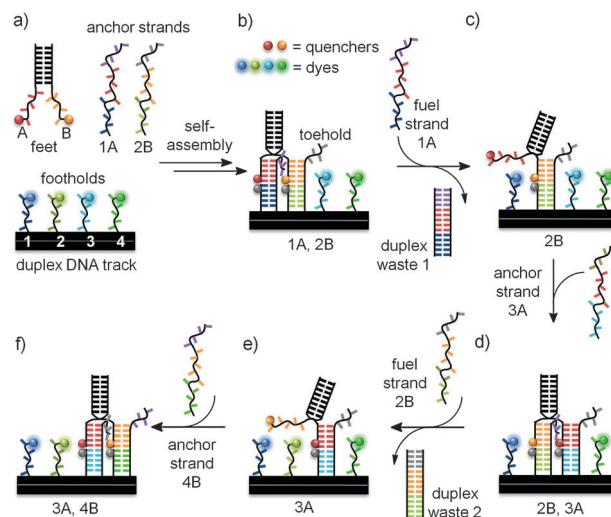 a)
anchor strands
A
B
feet
1A
2B
footholds
1
2
3
4
duplex DNA track
self-
assembly
b)
= quenchers
= dyes
toehold
1A, 2B
fuel
strand
1A
duplex
waste 1
c)
2B
anchor
strand
3A
d)
2B, 3A
fuel
strand
2B
duplex
waste 2
e)
3A
anchor
strand
4B
f)
3A, 4B